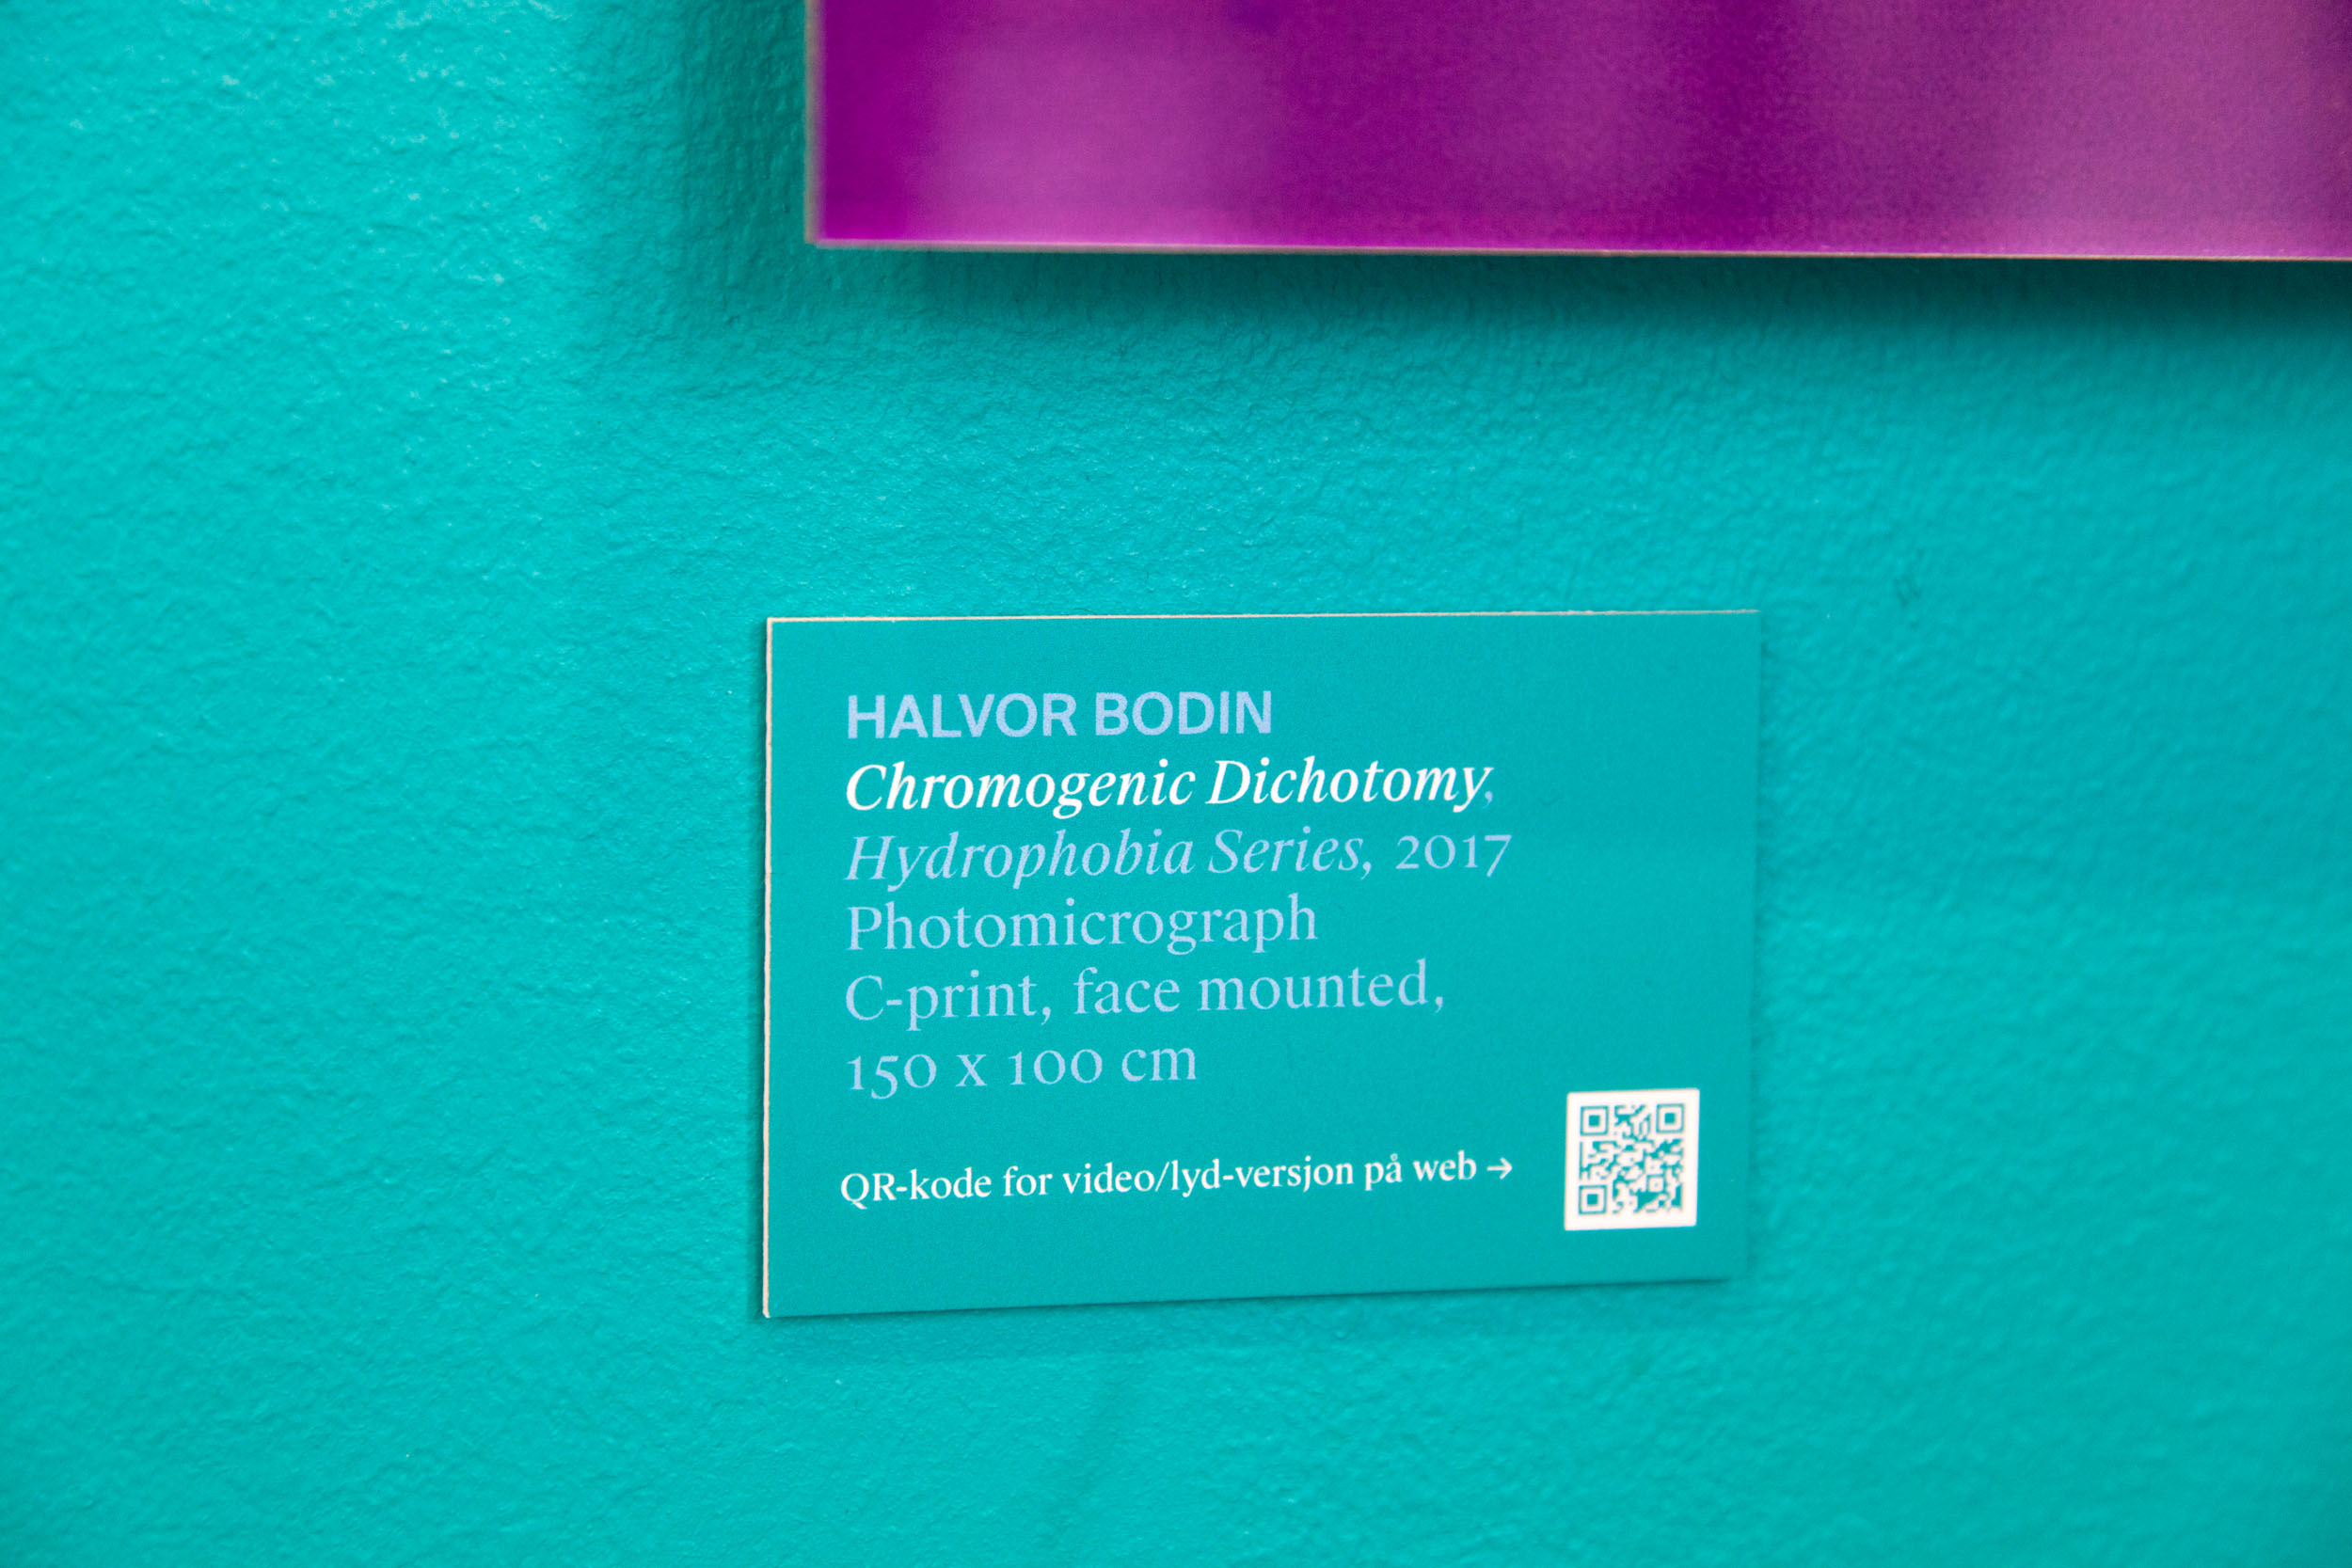 HALVOR BODIN
Chromogenic Dichotomy,
Hydrophobia Series, 2017
Photomicrograph
C-print, face mounted,
150 x 100 cm
QR-kode for video/lyd-versjon på web →